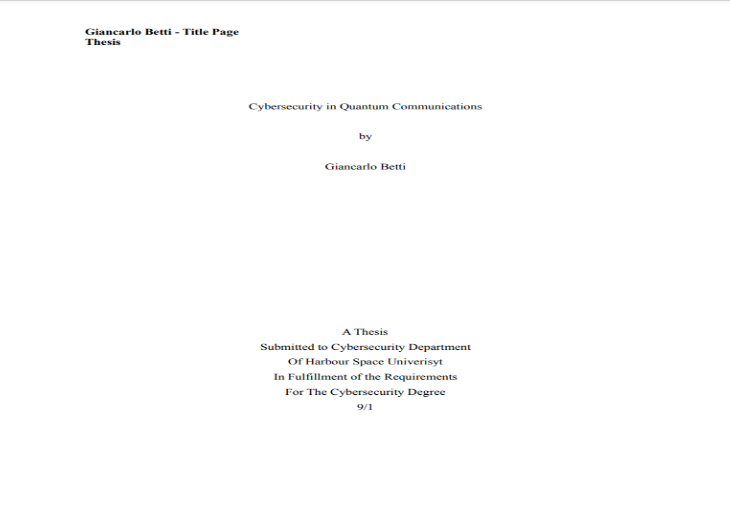 Giancarlo Betti - Title Page
Thesis
Cybersecurity in Quantum Communications
by
Giancarlo Betti
A Thesis
Submitted to Cybersecurity Department
Of Harbour Space Univerisyt
In Fulfillment of the Requirements
For The Cybersecurity Degree
9/1